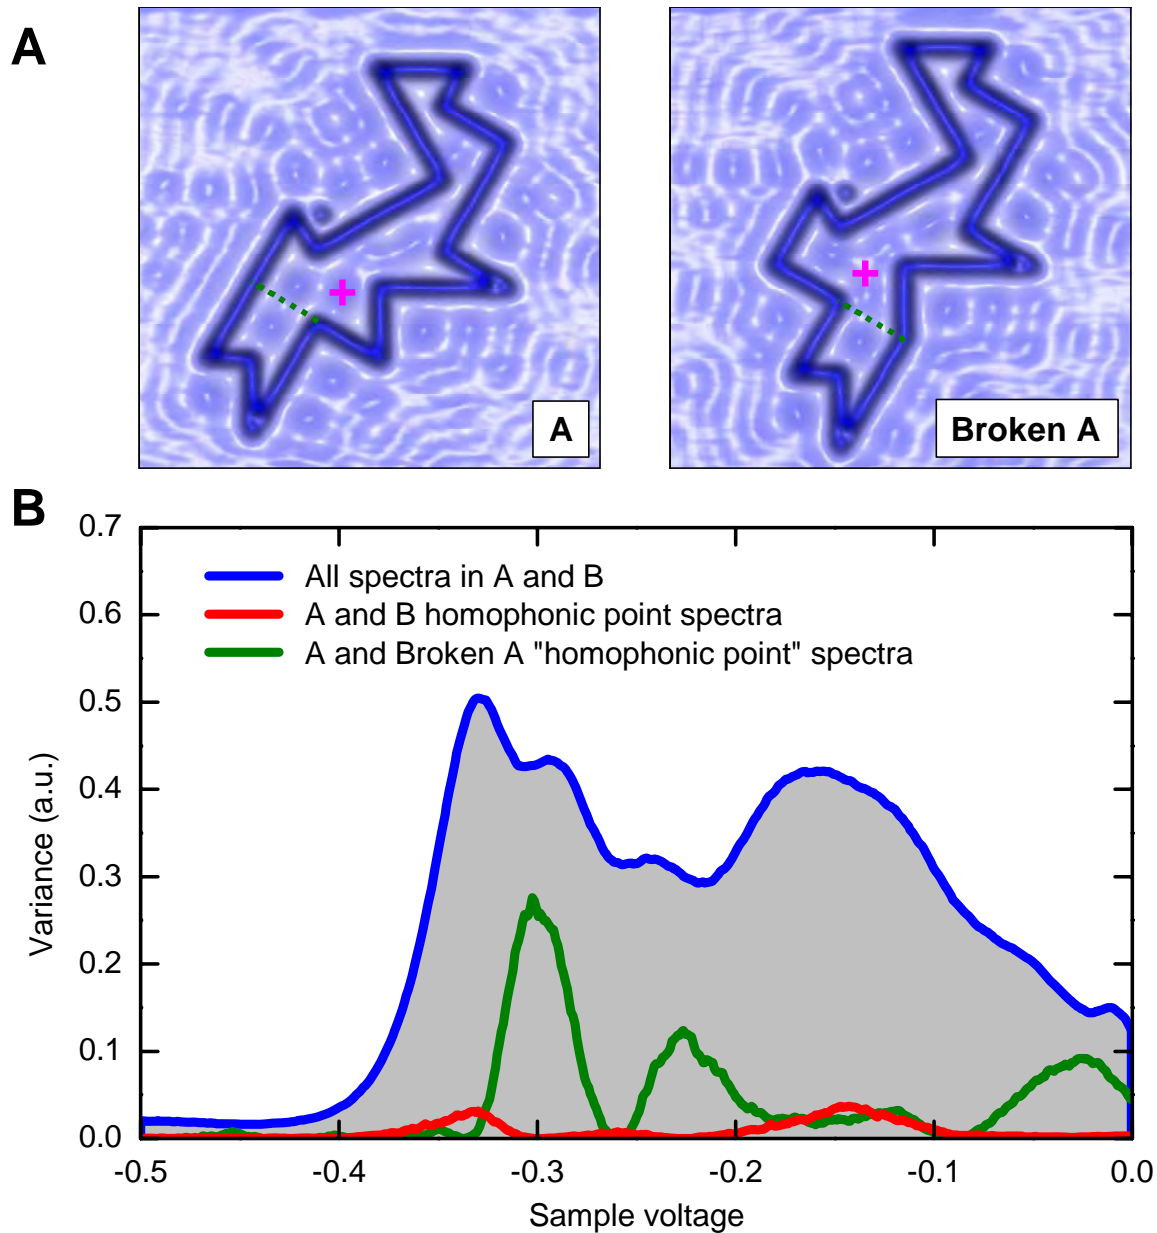 A
A
Broken A
B
0.7
0.6
0.5
0.4
0.3
0.2
0.1
0.0
Variance (a.u.)
All spectra in A and B
A and B homophonic point spectra
A and Broken A "homophonic point" spectra
-0.5 -0.4 -0.3 -0.2 -0.1 0.0
Sample voltage